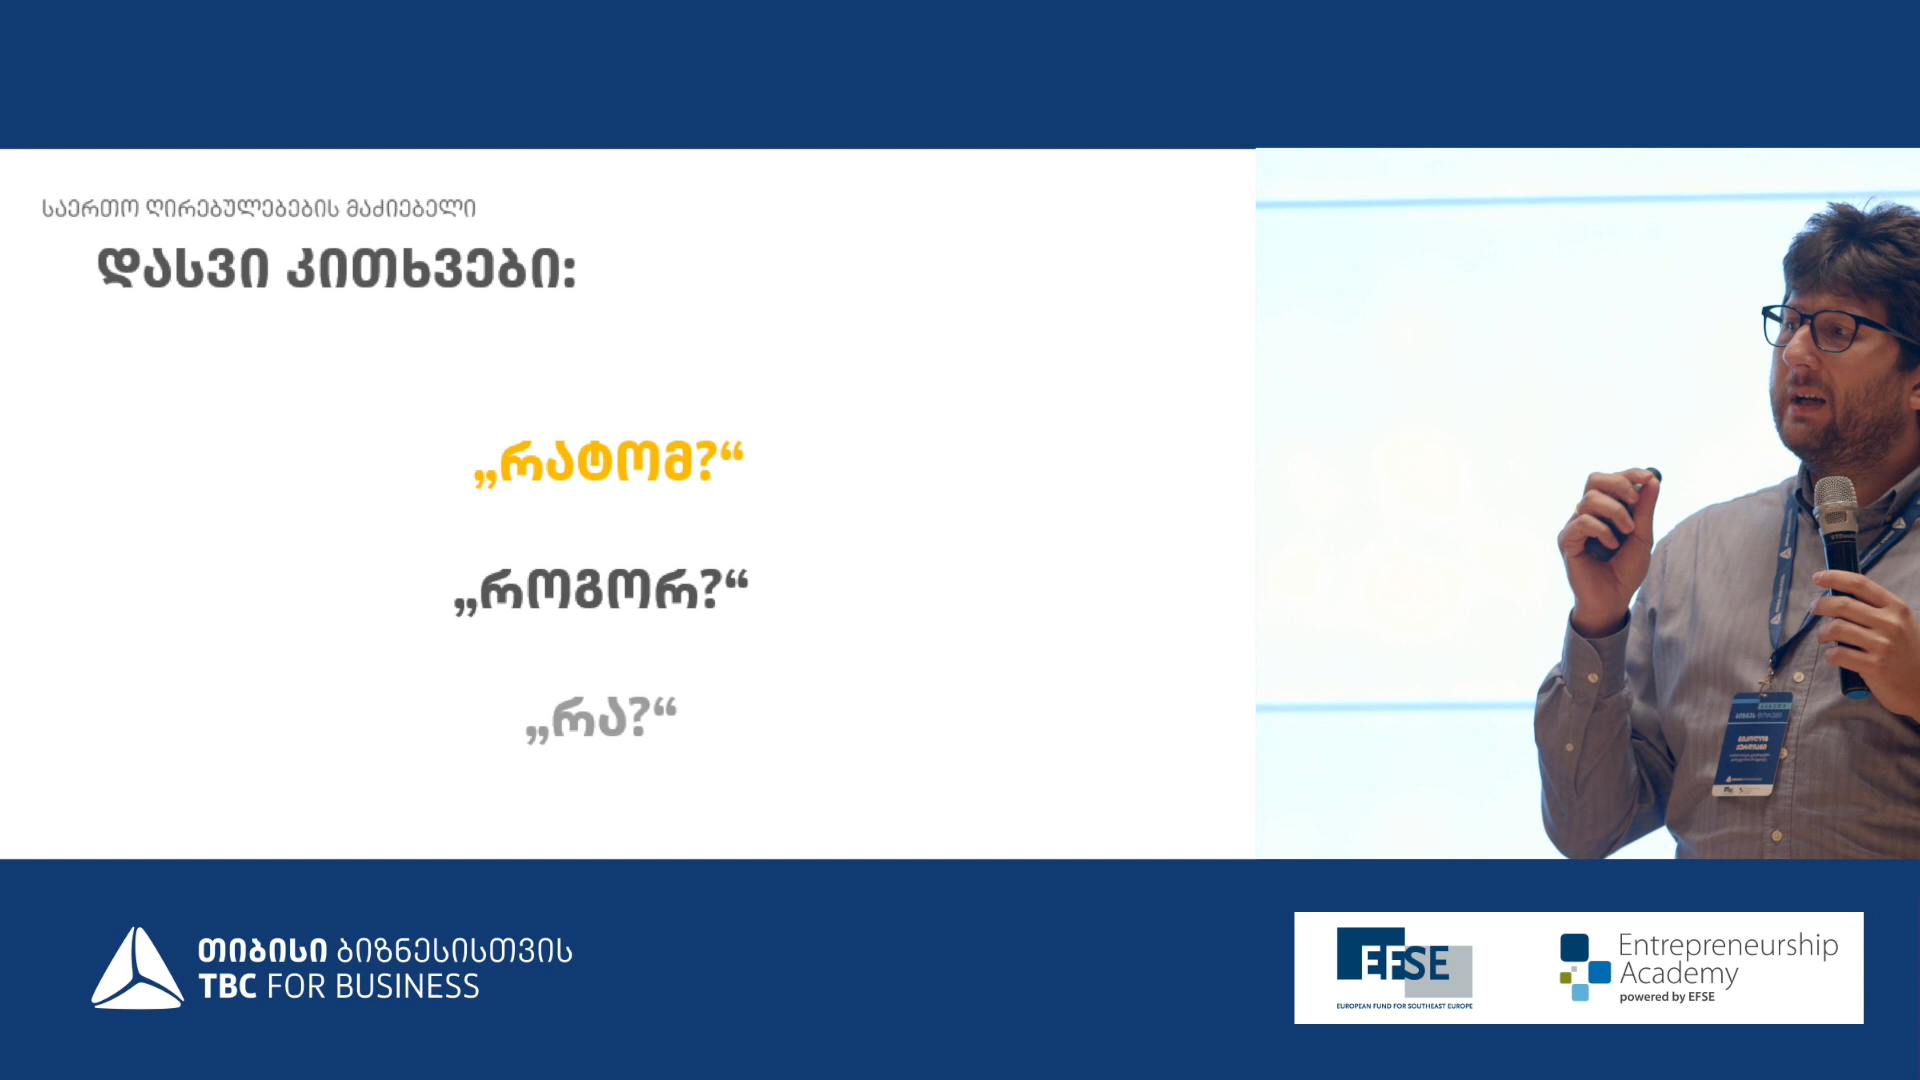 საერთო ღირებულებების მაძიებელი
დასვი კითხვები:
„რატომ?“
„როგორ?“
„რა?“
თიბისი ბიზნესისთვის
TBC FOR BUSINESS
EFSE
EUROPEAN FUND FOR SOUTHEAST EUROPE
Entrepreneurship
Academy
powered by EFSE